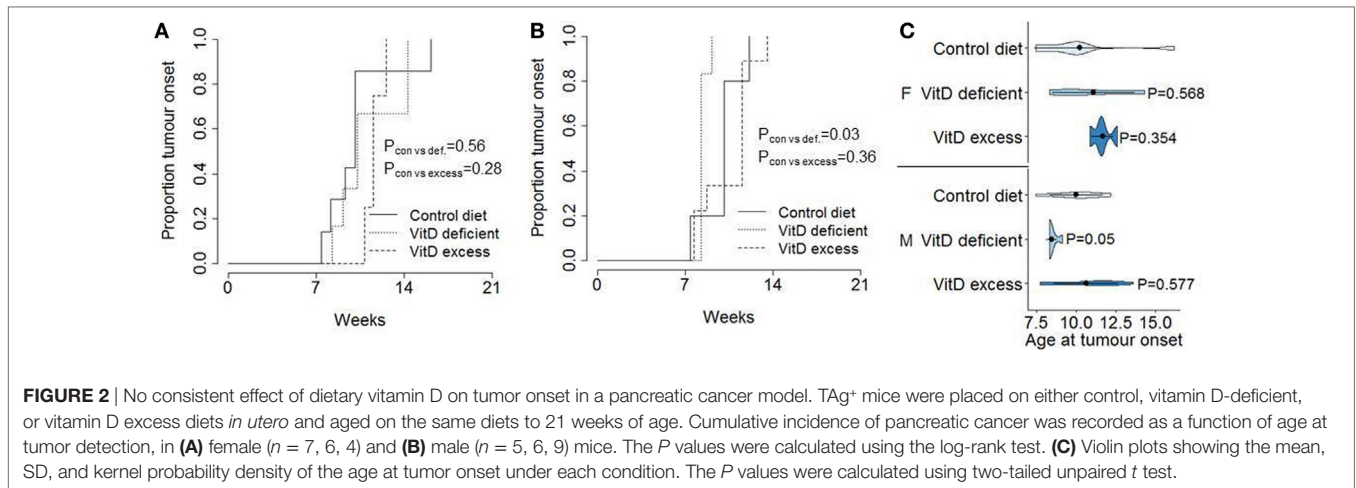 A
Proportion tumour onset
1.0
0.8
0.6
0.4
0.2
0.0
P con vs def.=0.56
P con vs excess=0.28
Control diet
VitD deficient
VitD excess
0 7 14 21
Weeks
B
Proportion tumour onset
1.0
0.8
0.6
0.4
0.2
0.0
P con vs def.=0.03
P con vs excess=0.36
Control diet
VitD deficient
VitD excess
0 7 14 21
Weeks
C
Control diet
F VitD deficient P=0.568
VitD excess P=0.354
Control diet
M VitD deficient P=0.05
VitD excess P=0.577
7.5 10.0 12.5 15.0
Age at tumour onset
FIGURE 2 | No consistent effect of dietary vitamin D on tumor onset in a pancreatic cancer model. TAg⁺ mice were placed on either control, vitamin D-deficient,
or vitamin D excess diets in utero and aged on the same diets to 21 weeks of age. Cumulative incidence of pancreatic cancer was recorded as a function of age at
tumor detection, in (A) female (n = 7, 6, 4) and (B) male (n = 5, 6, 9) mice. The P values were calculated using the log-rank test. (C) Violin plots showing the mean,
SD, and kernel probability density of the age at tumor onset under each condition. The P values were calculated using two-tailed unpaired t test.